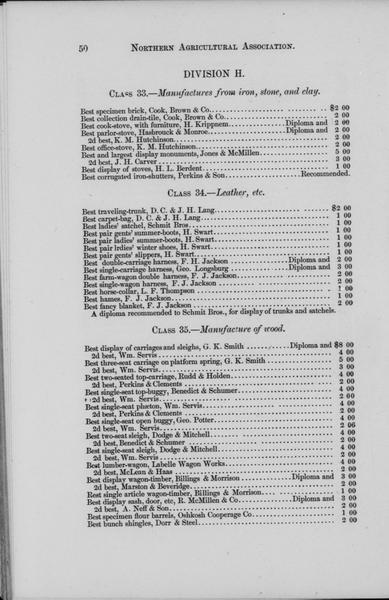 50 NORTHERN AGRICULTURAL ASSOCIATION.
DIVISION H.
CLASS 33.—Manufactures from iron, stone, and clay.
Best specimen brick, Cook, Brown & Co. $2 00
Best collection drain-tile, Cook, Brown & Co. 2 00
Best cook-stove, with furniture, H. Krippnem Diploma and 2 00
Best parlor-stove, Hasbrouck & Monroe Diploma and 2 00
2d best, K. M. Hutchinson 2 00
Best office-stove, K. M. Hutchinson 2 00
Best and largest display monuments, Jones & McMillen 5 00
2d best, J. H. Carver 3 00
Best display of stoves, H. L. Berdent 1 00
Best corrugated iron-shutters, Perkins & Son Recommended.
CLASS 34.—Leather, etc.
Best traveling-trunk, D. C. & J. H. Lang $2 00
Best carpet-bag, D. C. & J. H. Lang 1 00
Best ladies' satchel, Schmit Bros. 1 00
Best pair gents' summer-boots, H. Swart 1 00
Best pair ladies' summer-boots, H. Swart 1 00
Best pair lrdies' winter shoes, H. Swart 1 00
Best pair gents' slippers, H. Swart 1 00
Best double-carriage harness, F. H. Jackson Diploma and 2 00
Best single-carriage harness, Geo. Longsburg Diploma and 3 00
Best farm-wagon double harness, F. J. Jackson 2 00
Best single-wagon harness, F. J. Jackson 2 00
Best horse-collar, L. F. Thompson 1 00
Best hames, F. J. Jackson 1 00
Best fancy blanket, F. J. Jackson 2 00
A diploma recommended to Schmit Bros., for display of trunks and satchels.
CLASS 35.—Manufacture of wood.
Best display of carriages and sleighs, G. K. Smith Diploma and $8 00
2d best, Wm. Servis 4 00
Best three-seat carriage on platform spring, G. K. Smith 5 00
2d best, Wm. Servis 5 00
Best two-seated top-carriage, Rudd & Holden 4 00
2d best, Perkins & Clements 2 00
Best single-seat top-buggy, Benedict & Schumer 4 00
2d best, Wm. Servis 2 00
Best single-seat phæton, Wm. Servis 4 00
2d best, Perkins & Clements 2 00
Best single-seat open buggy, Geo. Potter 4 00
2d best, Wm. Servis 2 06
Best two-seat sleigh, Dodge & Mitchell 4 00
2d best, Benedict & Schumer 2 00
Best single-seat sleigh, Dodge & Mitchell 4 00
2d best, Wm. Servis 2 00
Best lumber-wagon, Labelle Wagon Works 4 00
2d best, McLean & Haas 2 00
Best display wagon-timber, Billings & Morrison Diploma and 3 00
2d best, Marston & Beveridge 2 00
Best single article wagon-timber, Billings & Morrison 1 00
Best display sash, door, etc, R. McMillen & Co. Diploma and 3 00
2d best, A. Neff & Son 2 00
Best specimen flour barrels, Oshkosh Cooperage Co. 1 00
Best bunch shingles, Dorr & Steel 2 00